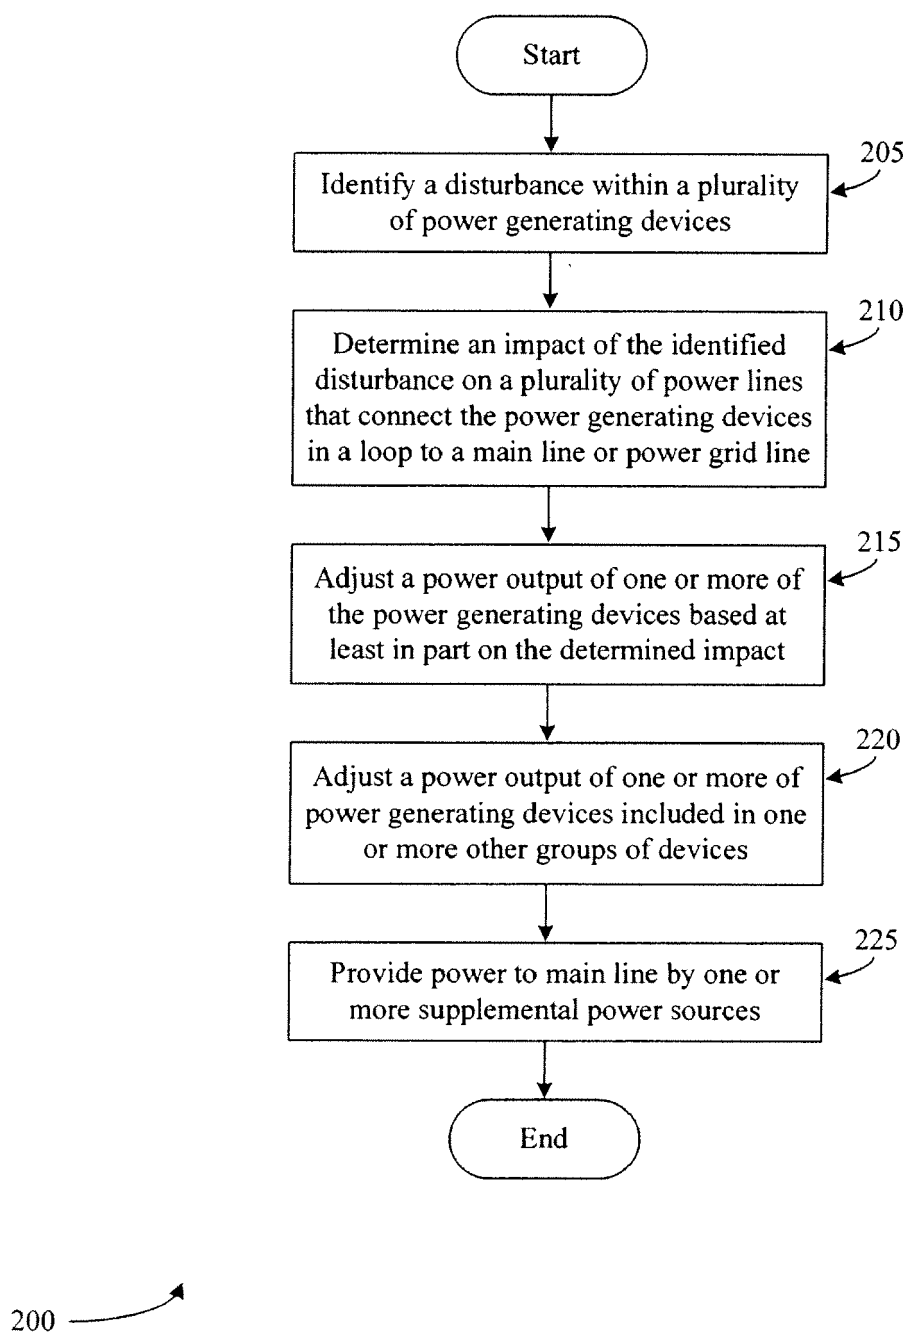 Start
205
Identify a disturbance within a plurality
of power generating devices
210
Determine an impact of the identified
disturbance on a plurality of power lines
that connect the power generating devices
in a loop to a main line or power grid line
215
Adjust a power output of one or more of
the power generating devices based at
least in part on the determined impact
220
Adjust a power output of one or more of
power generating devices included in one
or more other groups of devices
225
Provide power to main line by one or
more supplemental power sources
End
200